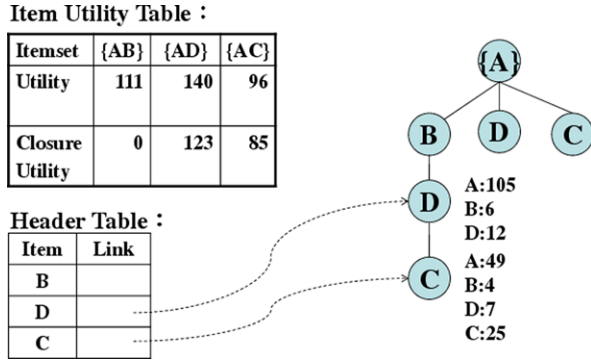 Item Utility Table：
Itemset {AB} {AD} {AC}
Utility 111 140 96
Closure Utility 0 123 85
Header Table：
Item Link
B
D
C
{A}
B D C
D
A:105
B:6
D:12
C
A:49
B:4
D:7
C:25